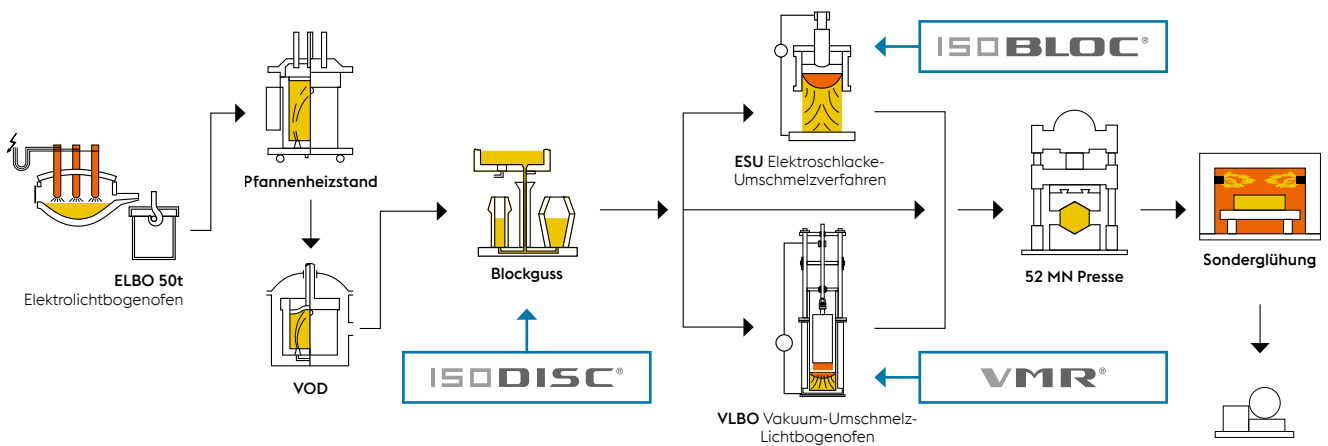 ISOBLOC®
ESU Elektroschlacke-
Umschmelzverfahren
Pfannenheizstand
ELBO 50t
Elektrolichtbogenofen
Blockguss
52 MN Presse
Sonderglühung
VOD
ISODISC®
VMR®
VLBO Vakuum-Umschmelz-
Lichtbogenofen